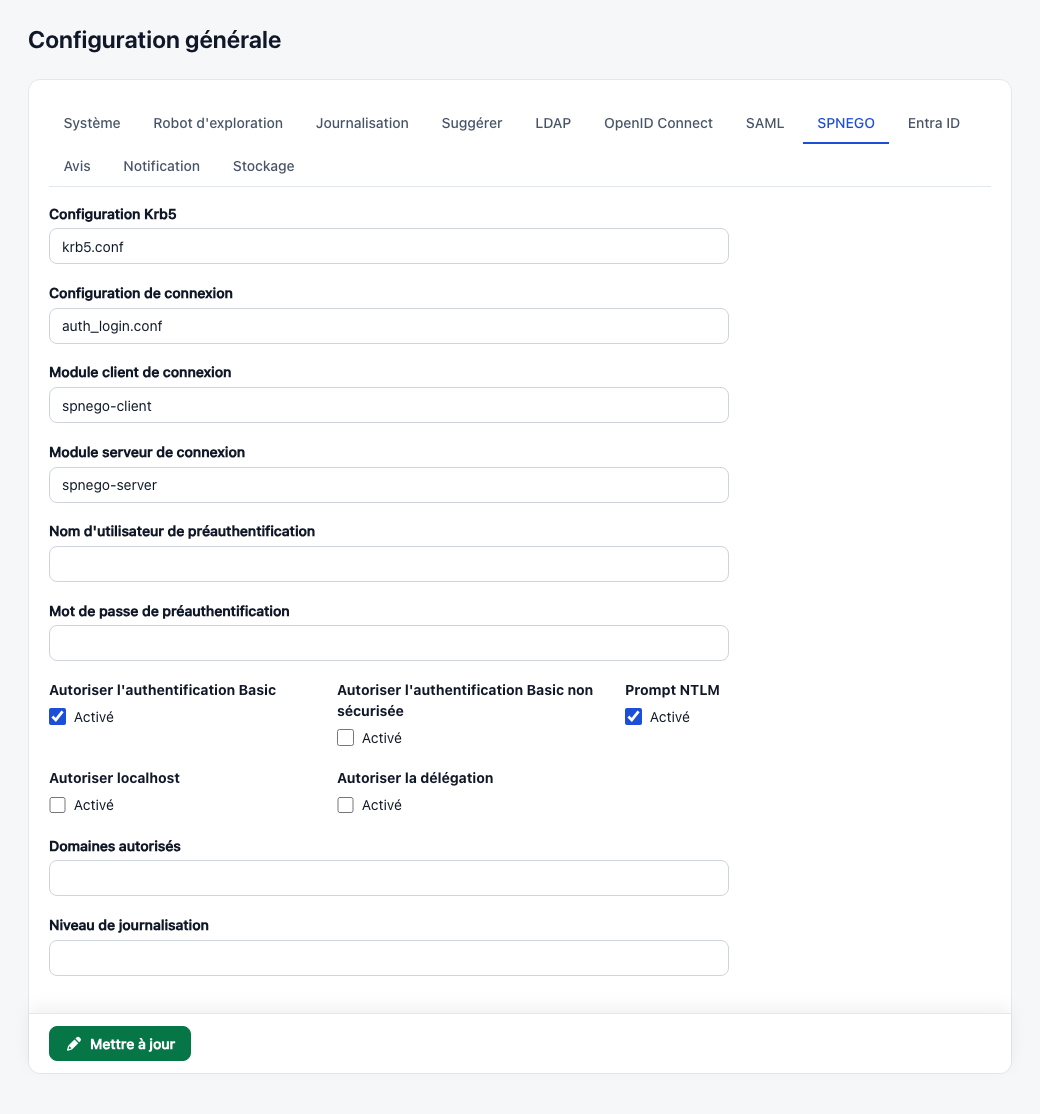 Configuration générale
Système Robot d'exploration Journalisation Suggérer LDAP OpenID Connect SAML SPNEGO Entra ID
Avis Notification Stockage
Configuration Krb5
krb5.conf
Configuration de connexion
auth_login.conf
Module client de connexion
spnego-client
Module serveur de connexion
spnego-server
Nom d'utilisateur de préauthentification
Mot de passe de préauthentification
Autoriser l'authentification Basic
Activé
Autoriser l'authentification Basic non
sécurisée
Activé
Prompt NTLM
Activé
Autoriser localhost
Activé
Autoriser la délégation
Activé
Domaines autorisés
Niveau de journalisation
Mettre à jour